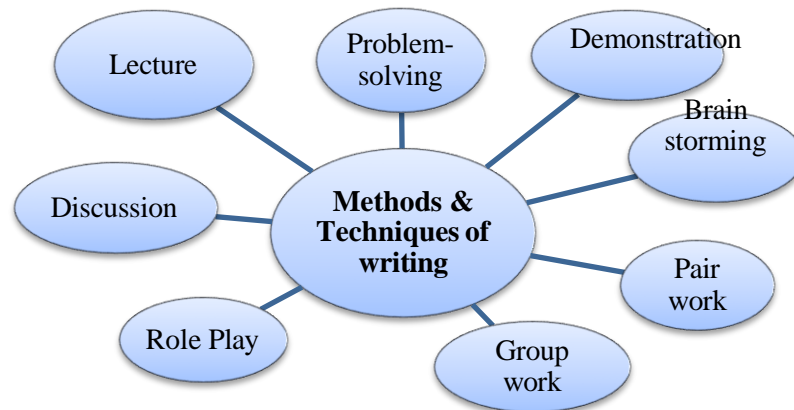 Lecture
Problem-
solving
Demonstration
Brain
storming
Discussion
Methods &
Techniques of
writing
Pair
work
Role Play
Group
work